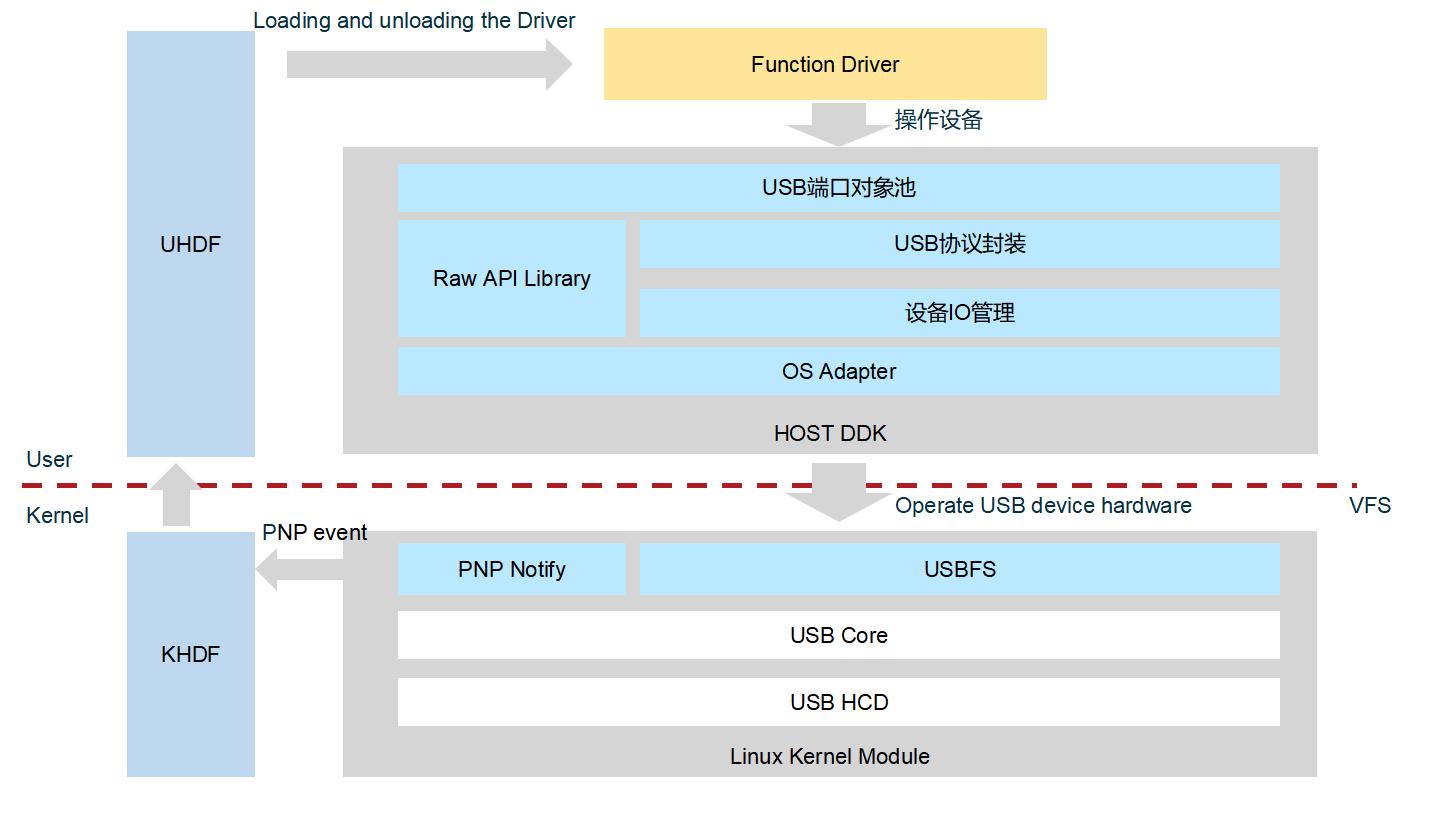 Loading and unloading the Driver
Function Driver
操作设备
USB端口对象池
UHDF
Raw API Library
USB协议封装
设备IO管理
OS Adapter
HOST DDK
User
Kernel
Operate USB device hardware
VFS
PNP event
PNP Notify
USBFS
USB Core
KHDF
USB HCD
Linux Kernel Module